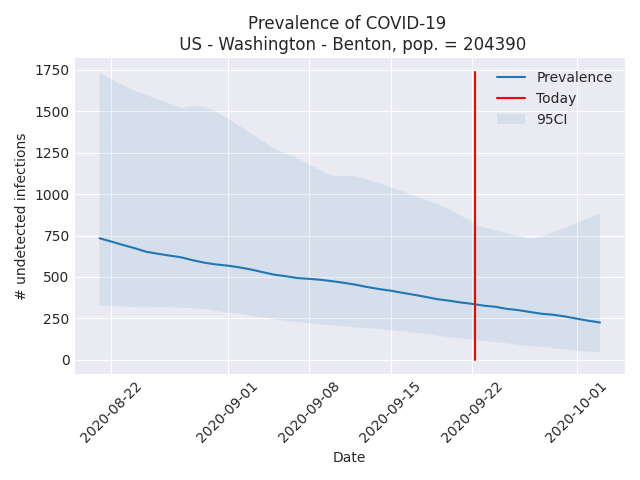 Prevalence of COVID-19
US - Washington - Benton, pop. = 204390
1750
1500
1250
1000
750
500
250
0
# undetected infections
Prevalence
Today
95CI
2020-08-22
2020-09-01
2020-09-08
2020-09-15
2020-09-22
2020-10-01
Date